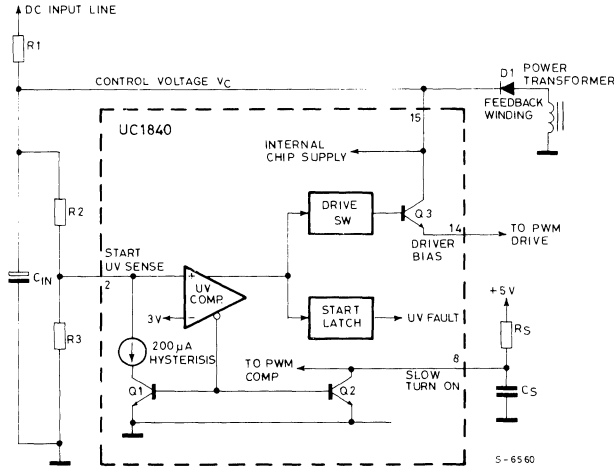 DC INPUT LINE
R1
CONTROL VOLTAGE VC
D1
POWER
TRANSFORMER
FEEDBACK
WINDING
15
UC1840
INTERNAL
CHIP SUPPLY
R2
DRIVE
SW
Q3
14
TO PWM
DRIVE
DRIVER
BIAS
START
UV SENSE
2
CIN
+
UV
COMP.
3V
-
START
LATCH
UV FAULT
+5V
RS
R3
200 µA
HYSTERISIS
TO PWM
COMP
8
SLOW
TURN ON
Q1
Q2
CS
S-6560